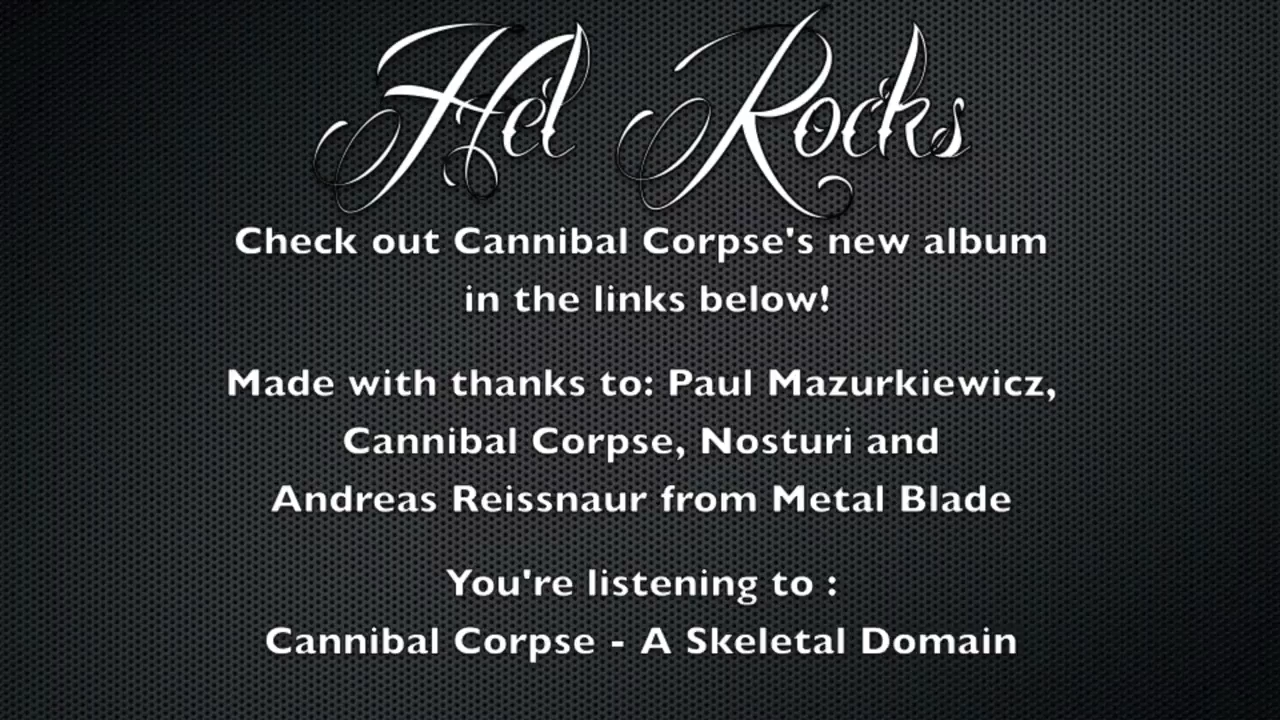 Hel Rocks
Check out Cannibal Corpse's new album
in the links below!
Made with thanks to: Paul Mazurkiewicz,
Cannibal Corpse, Nosturi and
Andreas Reissnaur from Metal Blade
You're listening to :
Cannibal Corpse - A Skeletal Domain